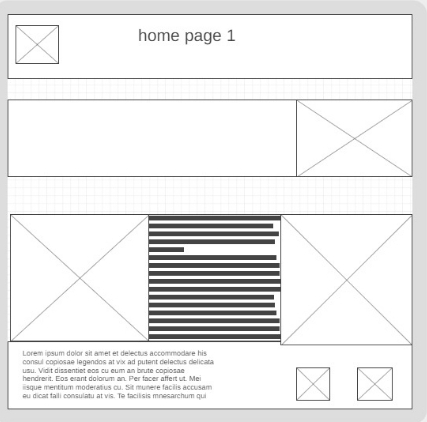 home page 1
Lorem ipsum dolor sit amet et delectus accommodare his
consul copiosae legendos at vix ad putent delectus delicata
usu. Vidit dissentiet eos cu eum an brute copiosae
hendrerit. Eos erant dolorum an. Per facer affert ut. Mei
iisque mentitum moderatius cu. Sit munere facilis accusam
eu dicat falli consulatu at vis. Te facilisis mnesarchum qui